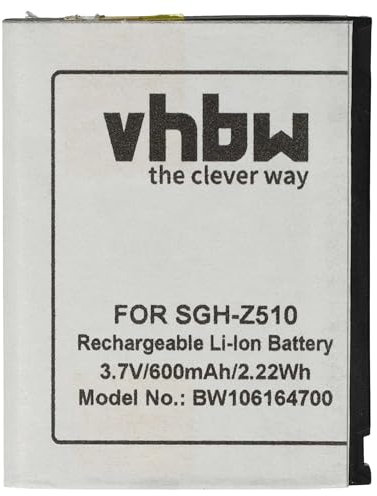 vhbw
the clever way
FOR SGH-Z510
Rechargeable Li-Ion Battery
3.7V/600mAh/2.22Wh
Model No.: BW106164700